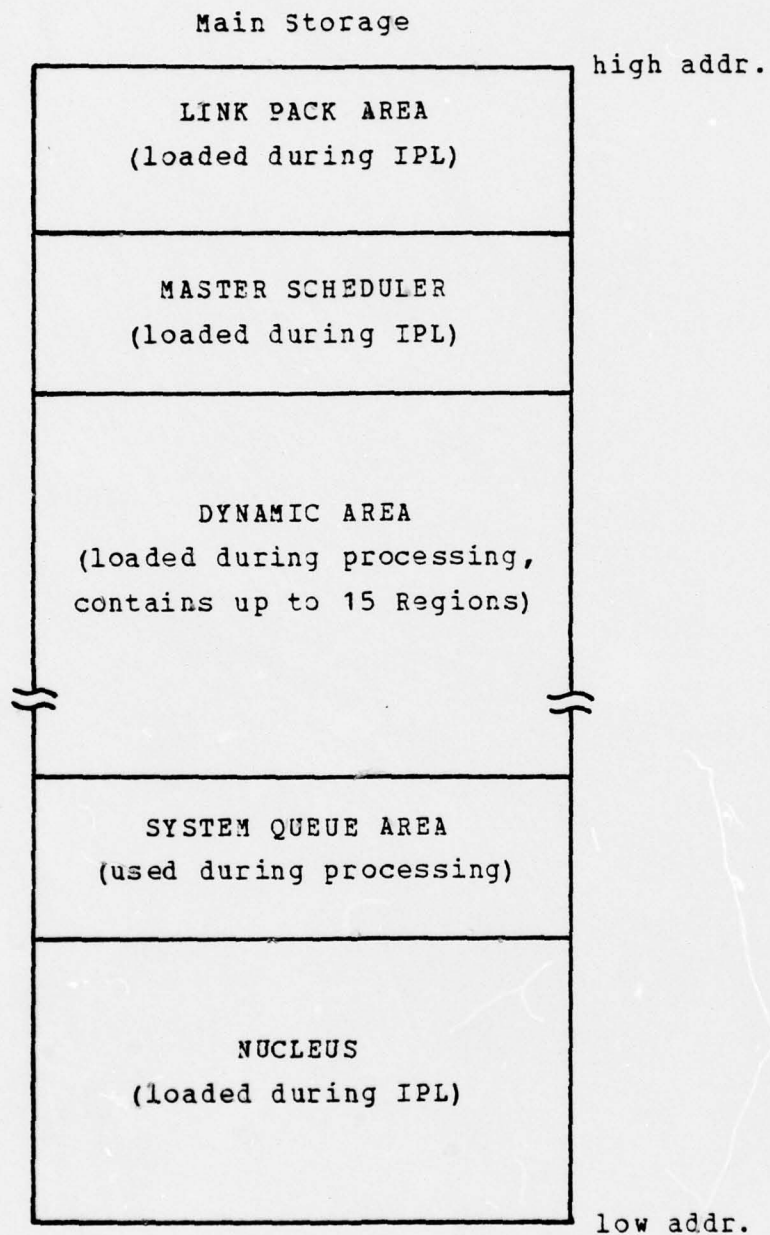 Main Storage
high addr.
LINK PACK AREA
(loaded during IPL)
MASTER SCHEDULER
(loaded during IPL)
DYNAMIC AREA
(loaded during processing,
contains up to 15 Regions)
SYSTEM QUEUE AREA
(used during processing)
NUCLEUS
(loaded during IPL)
low addr.